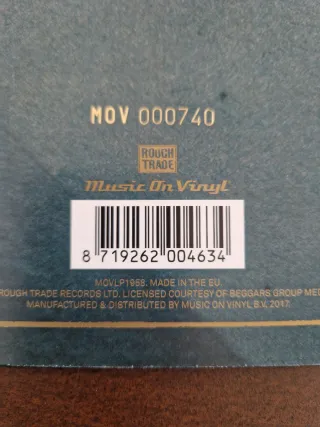 MOV 000740
ROUGH
TRADE
Music On Vinyl
8 719262 004634
MOVLP1958. MADE IN THE EU.
ROUGH TRADE RECORDS LTD. LICENSED COURTESY OF BEGGARS GROUP MED
MANUFACTURED & DISTRIBUTED BY MUSIC ON VINYL B.V. 2017.